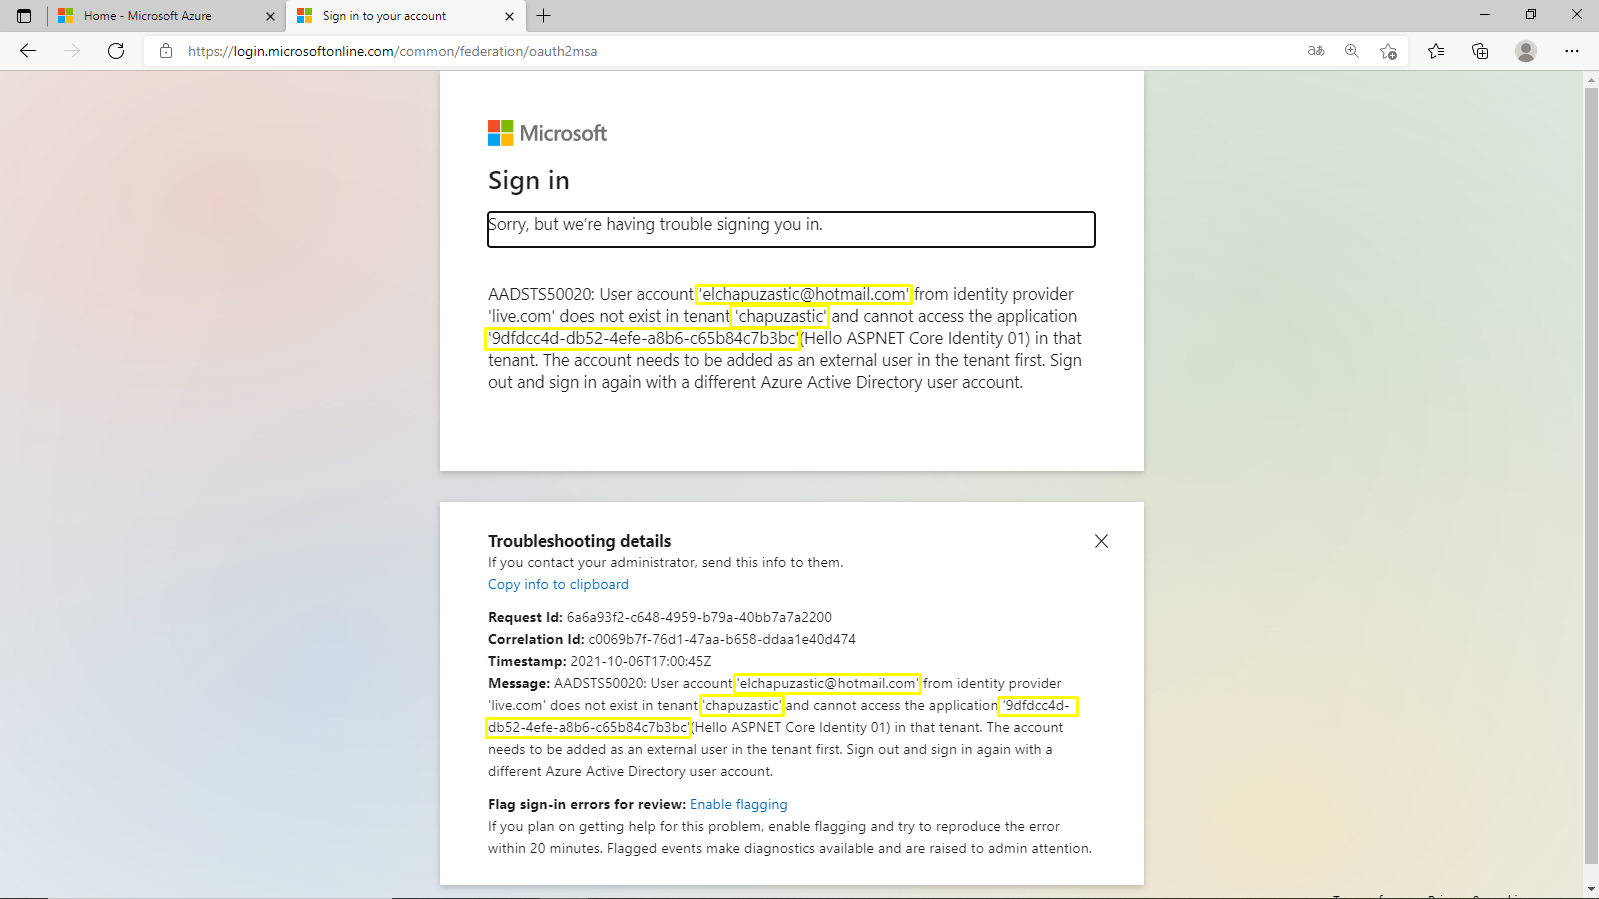 Home - Microsoft Azure
Sign in to your account
https://login.microsoftonline.com/common/federation/oauth2msa
Microsoft
Sign in
Sorry, but we're having trouble signing you in.
AADSTS50020: User account 'elchapuzastic@hotmail.com' from identity provider
'live.com' does not exist in tenant 'chapuzastic' and cannot access the application
'9dfdcc4d-db52-4efe-a8b6-c65b84c7b3bc'(Hello ASPNET Core Identity 01) in that
tenant. The account needs to be added as an external user in the tenant first. Sign
out and sign in again with a different Azure Active Directory user account.
Troubleshooting details
If you contact your administrator, send this info to them.
Copy info to clipboard
Request Id: 6a6a93f2-c648-4959-b79a-40bb7a7a2200
Correlation Id: c0069b7f-76d1-47aa-b658-ddaa1e40d474
Timestamp: 2021-10-06T17:00:45Z
Message: AADSTS50020: User account 'elchapuzastic@hotmail.com' from identity provider
'live.com' does not exist in tenant 'chapuzastic' and cannot access the application '9dfdcc4d-
db52-4efe-a8b6-c65b84c7b3bc'(Hello ASPNET Core Identity 01) in that tenant. The account
needs to be added as an external user in the tenant first. Sign out and sign in again with a
different Azure Active Directory user account.
Flag sign-in errors for review: Enable flagging
If you plan on getting help for this problem, enable flagging and try to reproduce the error
within 20 minutes. Flagged events make diagnostics available and are raised to admin attention.